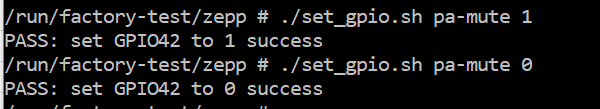 /run/factory-test/zepp # ./set_gpio.sh pa-mute 1
PASS: set GPIO42 to 1 success
/run/factory-test/zepp # ./set_gpio.sh pa-mute 0
PASS: set GPIO42 to 0 success